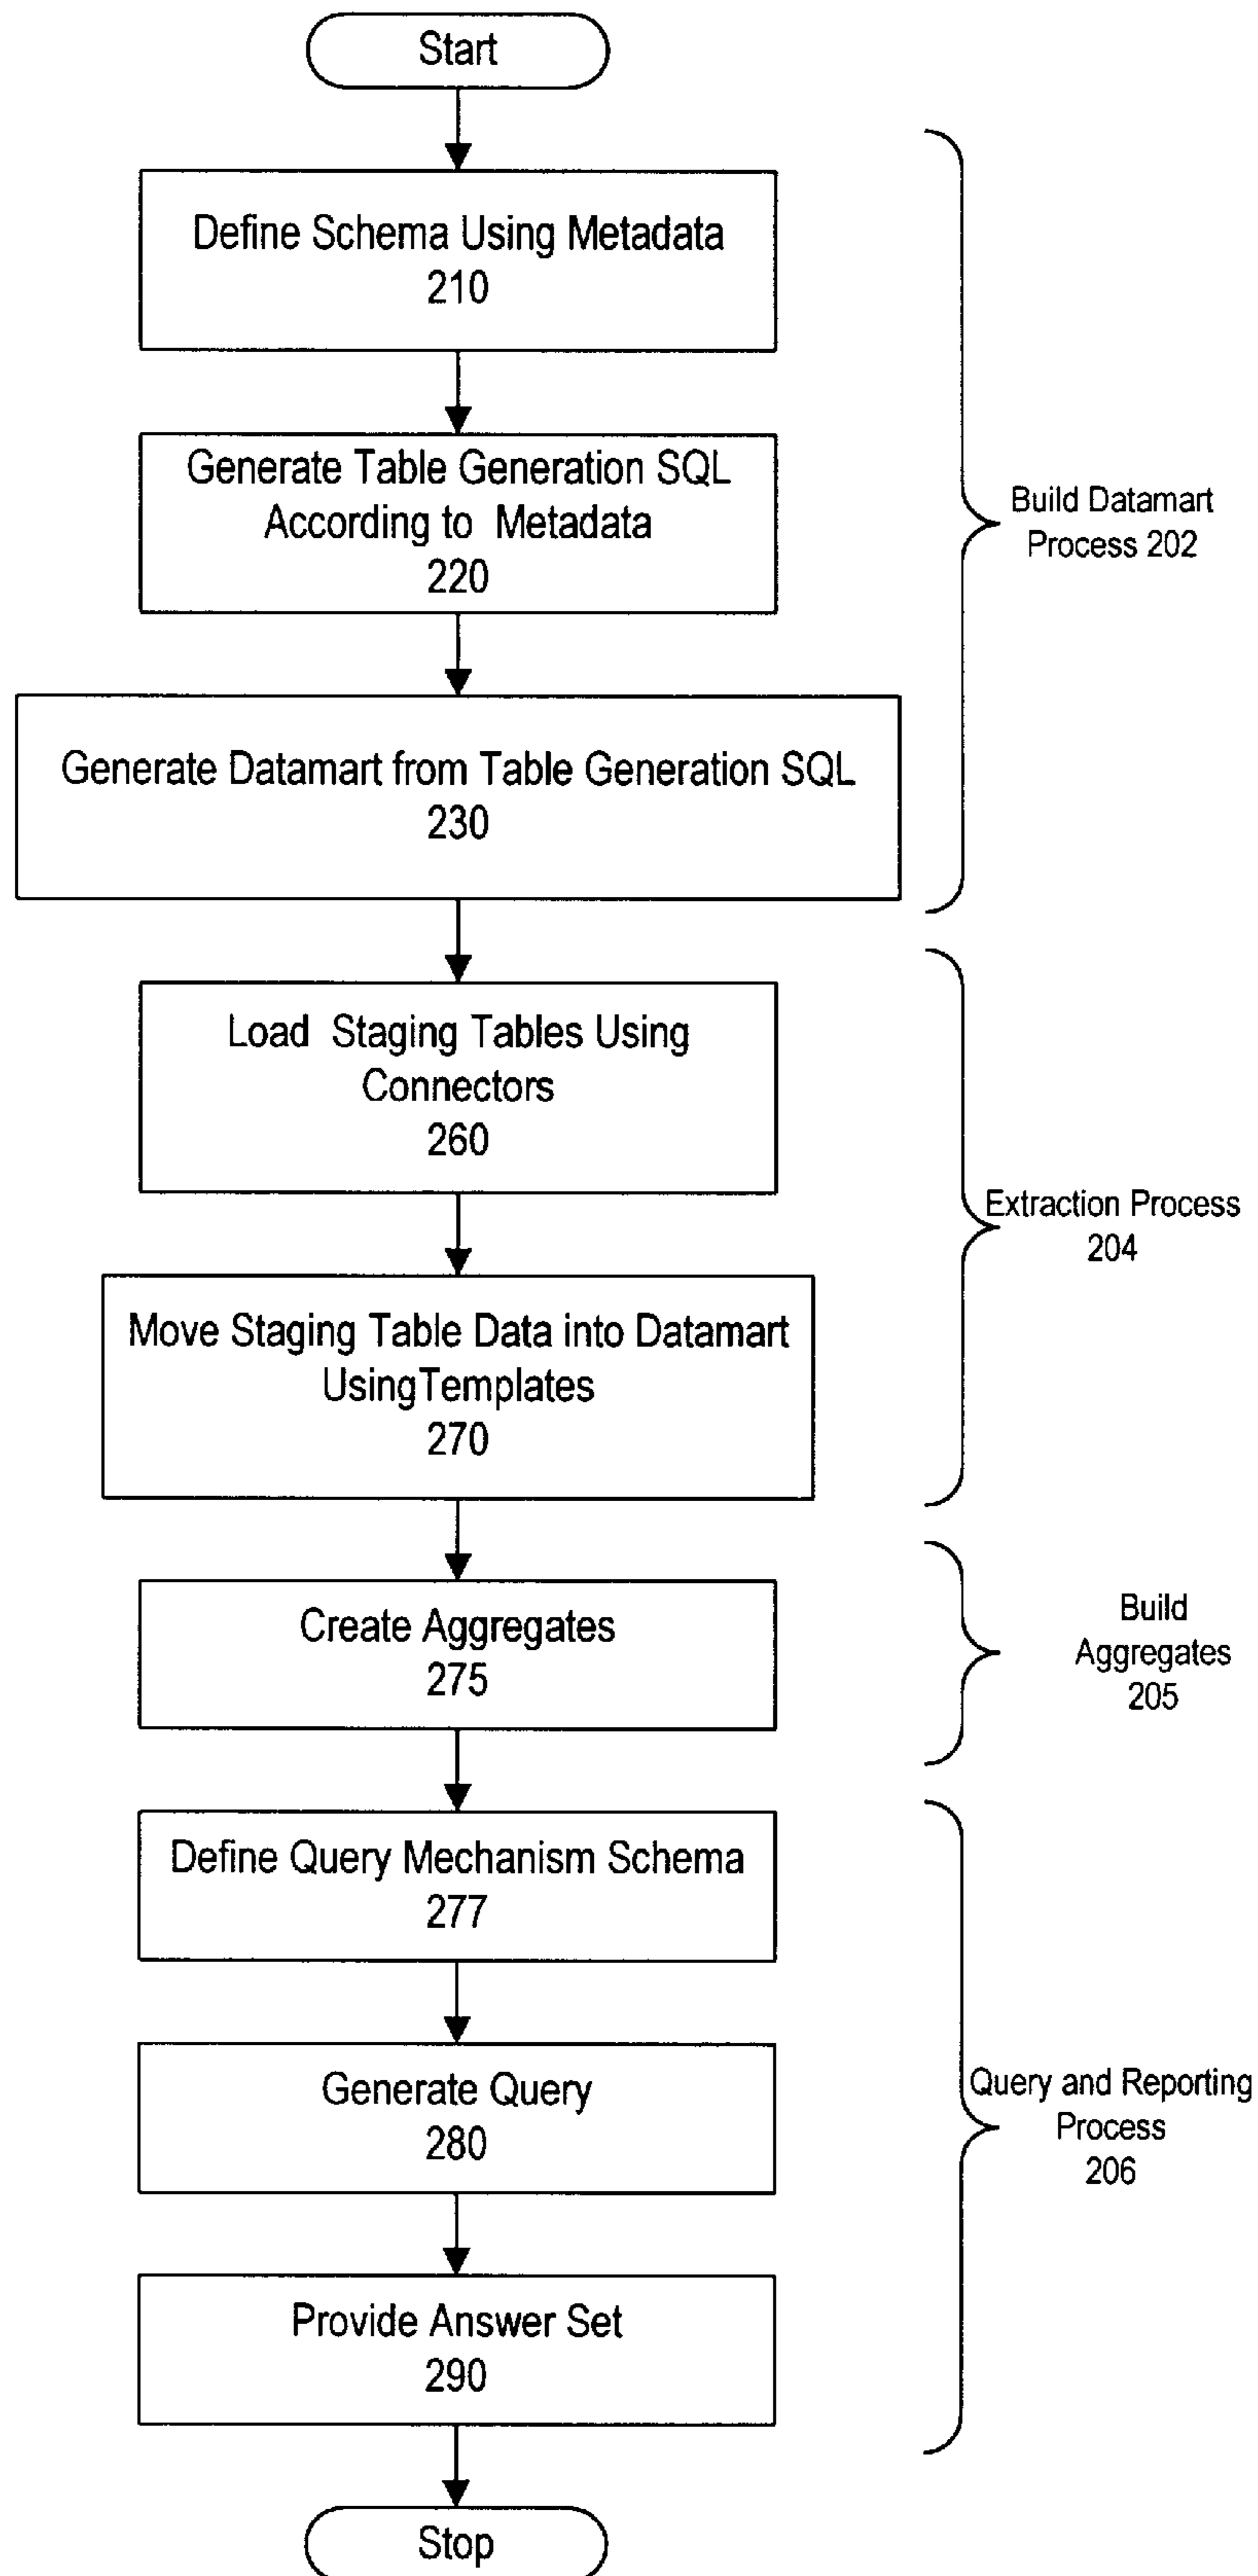 Start
Define Schema Using Metadata
210
Generate Table Generation SQL
According to Metadata
220
Build Datamart
Process 202
Generate Datamart from Table Generation SQL
230
Load Staging Tables Using
Connectors
260
Extraction Process
204
Move Staging Table Data into Datamart
UsingTemplates
270
Create Aggregates
275
Build
Aggregates
205
Define Query Mechanism Schema
277
Generate Query
280
Query and Reporting
Process
206
Provide Answer Set
290
Stop